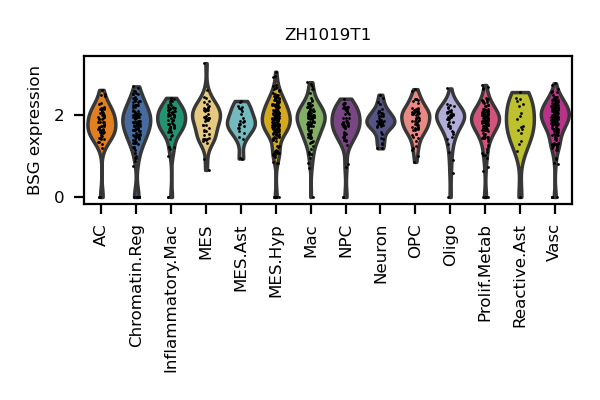 ZH1019T1
BSG expression
2
0
AC
Chromatin.Reg
Inflammatory.Mac
MES
MES.Ast
MES.Hyp
Mac
NPC
Neuron
OPC
Oligo
Prolif.Metab
Reactive.Ast
Vasc